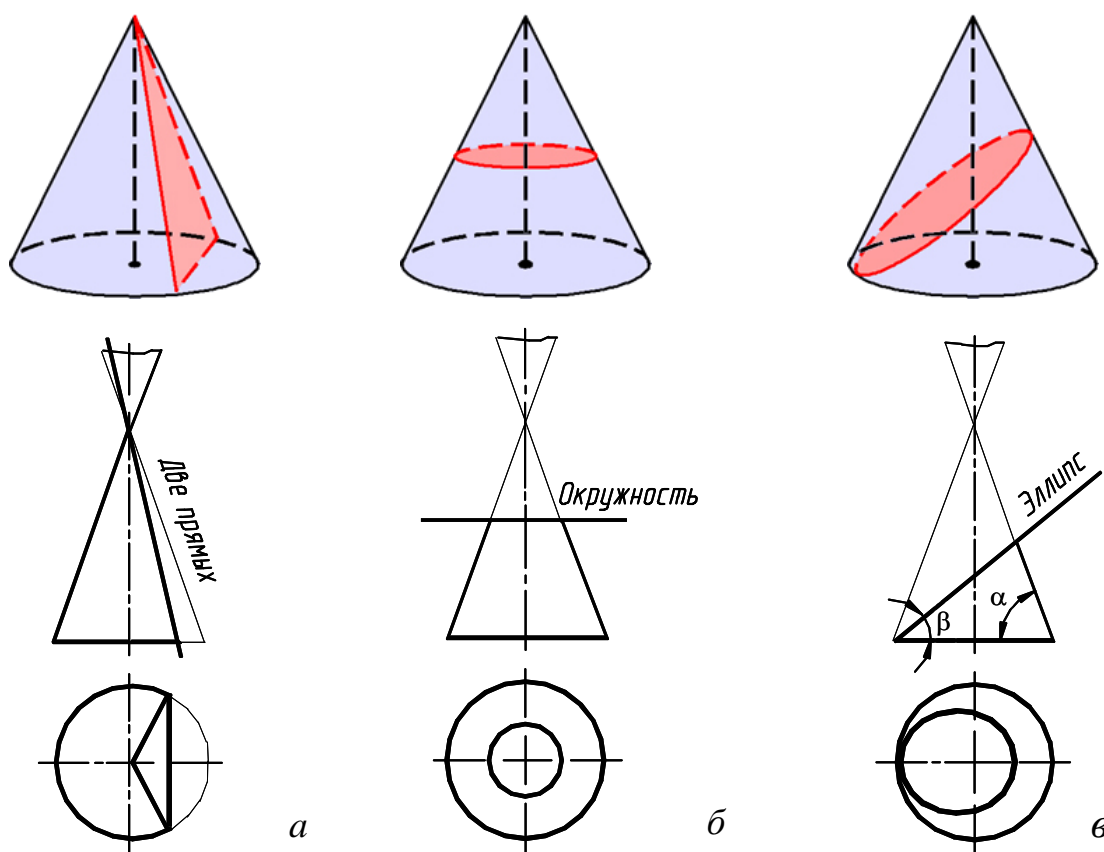 Две прямых
Окружность
Эллипс
α
β
а
б
в